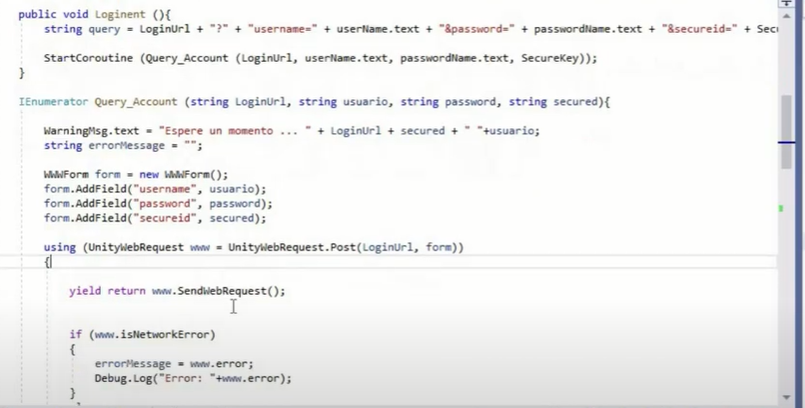 public void Loginent (){
string query = LoginUrl + "?" + "username=" + userName.text + "&password=" + passwordName.text + "&secureid=" + Secu
StartCoroutine (Query_Account (LoginUrl, userName.text, passwordName.text, SecureKey));
}
IEnumerator Query_Account (string LoginUrl, string usuario, string password, string secured){
WarningMsg.text = "Espere un momento ... " + LoginUrl + secured + " "+usuario;
string errorMessage = "";
WWWForm form = new WWWForm();
form.AddField("username", usuario);
form.AddField("password", password);
form.AddField("secureid", secured);
using (UnityWebRequest www = UnityWebRequest.Post(LoginUrl, form))
{
yield return www.SendWebRequest();
if (www.isNetworkError)
{
errorMessage = www.error;
Debug.Log("Error: "+www.error);
}